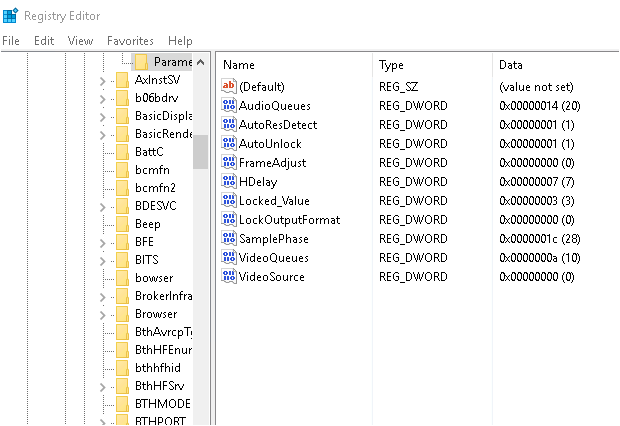 Registry Editor
File Edit View Favorites Help
Parame
AxInstSV
b06bdrv
BasicDispla
BasicRende
BattC
bcmfn
bcmfn2
BDESVC
Beep
BFE
BITS
bowser
BrokerInfra
Browser
BthAvrcpTg
BthHFEnur
bthhfhid
BthHFSrv
BTHMODE
BTHPORT
Name Type Data
(Default) REG_SZ (value not set)
AudioQueues REG_DWORD 0x00000014 (20)
AutoResDetect REG_DWORD 0x00000001 (1)
AutoUnlock REG_DWORD 0x00000001 (1)
FrameAdjust REG_DWORD 0x00000000 (0)
HDelay REG_DWORD 0x00000007 (7)
Locked_Value REG_DWORD 0x00000003 (3)
LockOutputFormat REG_DWORD 0x00000000 (0)
SamplePhase REG_DWORD 0x0000001c (28)
VideoQueues REG_DWORD 0x0000000a (10)
VideoSource REG_DWORD 0x00000000 (0)